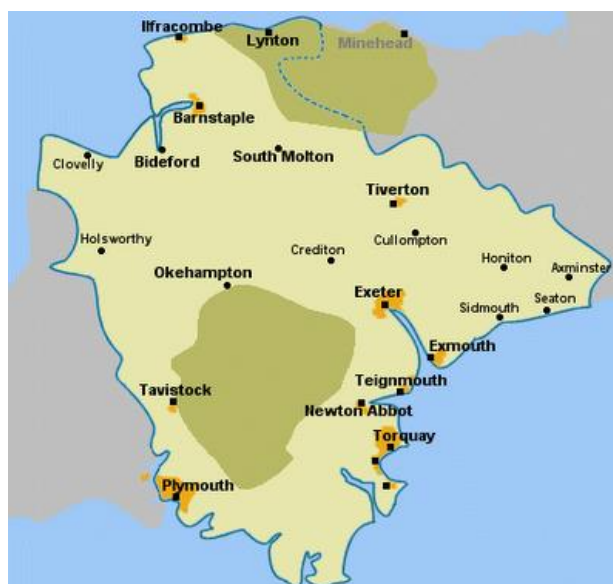 Ilfracombe
Lynton
Minehead
Barnstaple
Clovelly
Bideford
South Molton
Tiverton
Holsworthy
Crediton
Cullompton
Honiton
Axminster
Okehampton
Exeter
Sidmouth
Seaton
Exmouth
Tavistock
Teignmouth
Newton Abbot
Torquay
Plymouth